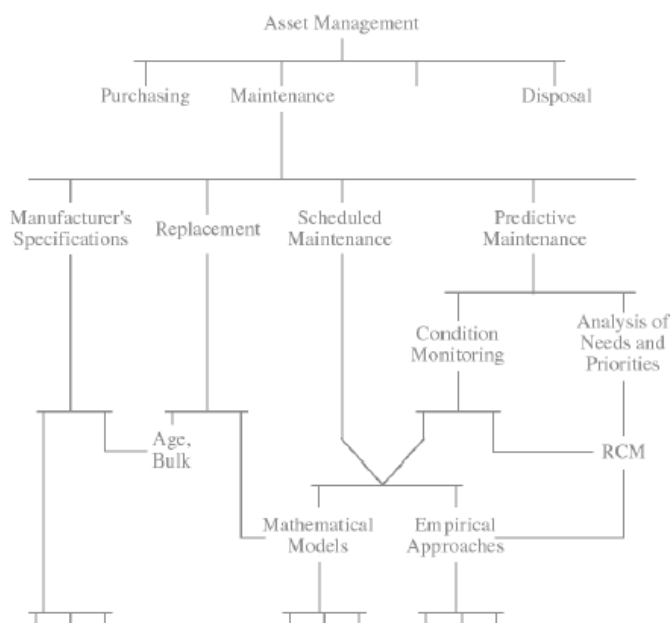 Asset Management
Purchasing
Maintenance
Disposal
Manufacturer's
Specifications
Replacement
Scheduled
Maintenance
Predictive
Maintenance
Condition
Monitoring
Analysis of
Needs and
Priorities
Age,
Bulk
RCM
Mathematical
Models
Empirical
Approaches